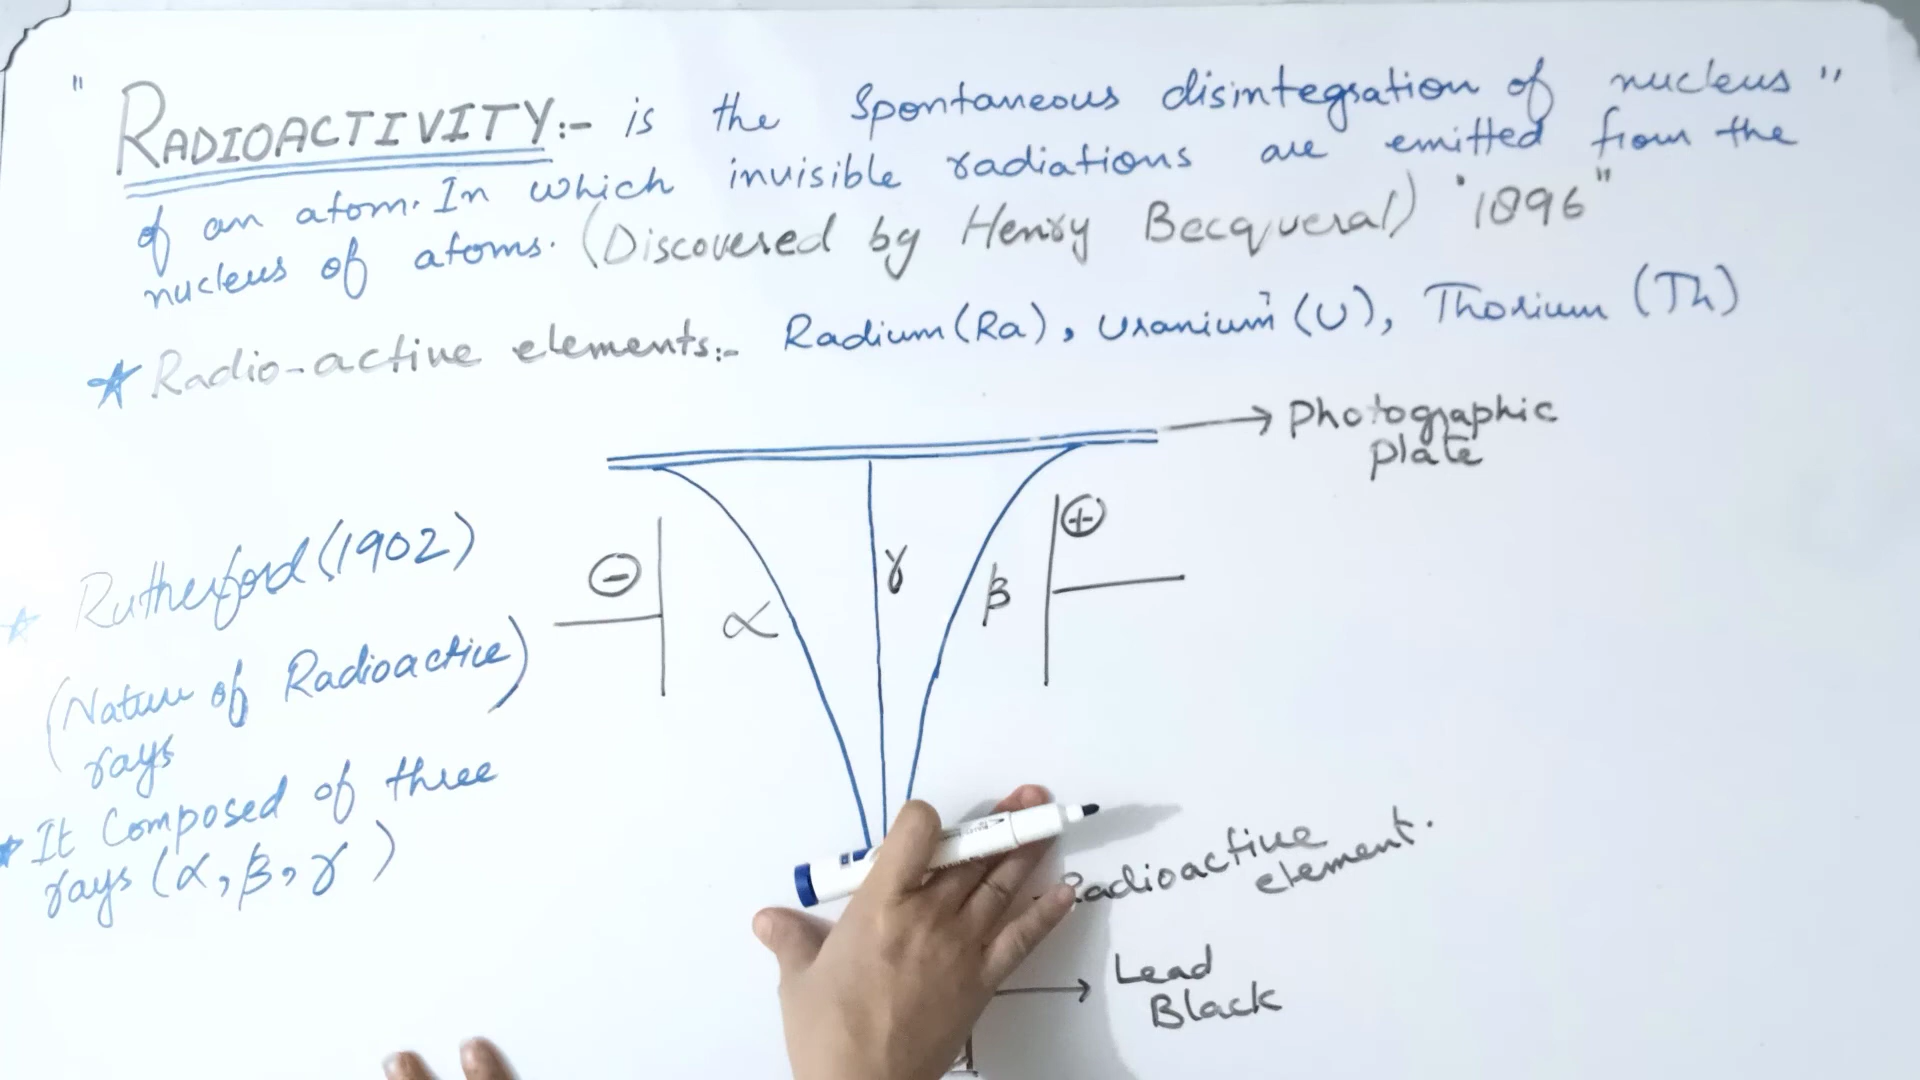 " RADIOACTIVITY:- is the Spontaneous disintegration of nucleus "
of an atom. In which invisible radiations are emitted from the
nucleus of atoms. (Discovered by Henry Becqueral) "1896"
* Radio-active elements:- Radium (Ra), Uranium (U), Thorium (Th)
Photographic
plate
Rutherford (1902)
(Nature of Radioactive)
rays
* It Composed of three
rays (α, β, γ)
⊖
α
γ
β
⊕
Radioactive
element.
Lead
Black